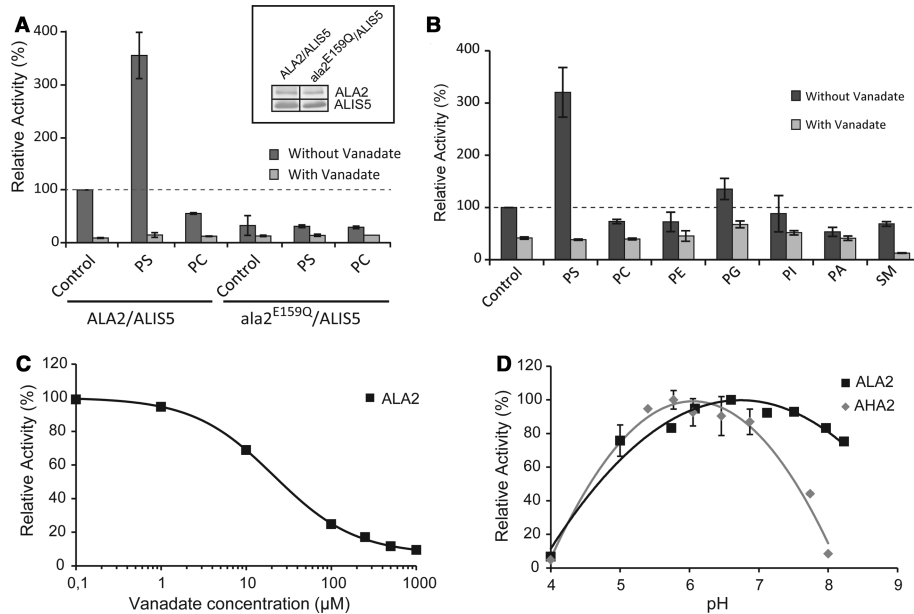 A
Relative Activity (%)
400
300
200
100
0
ALA2/ALIS5
ala2E159Q/ALIS5
ALA2
ALIS5
Without Vanadate
With Vanadate
Control
PS
PC
Control
PS
PC
ALA2/ALIS5
ala2E159Q/ALIS5
B
Relative Activity (%)
400
300
200
100
0
Without Vanadate
With Vanadate
Control
PS
PC
PE
PG
PI
PA
SM
C
Relative Activity (%)
120
100
80
60
40
20
0
ALA2
0,1
1
10
100
1000
Vanadate concentration (µM)
D
Relative Activity (%)
120
100
80
60
40
20
0
ALA2
AHA2
4
5
6
7
8
9
pH